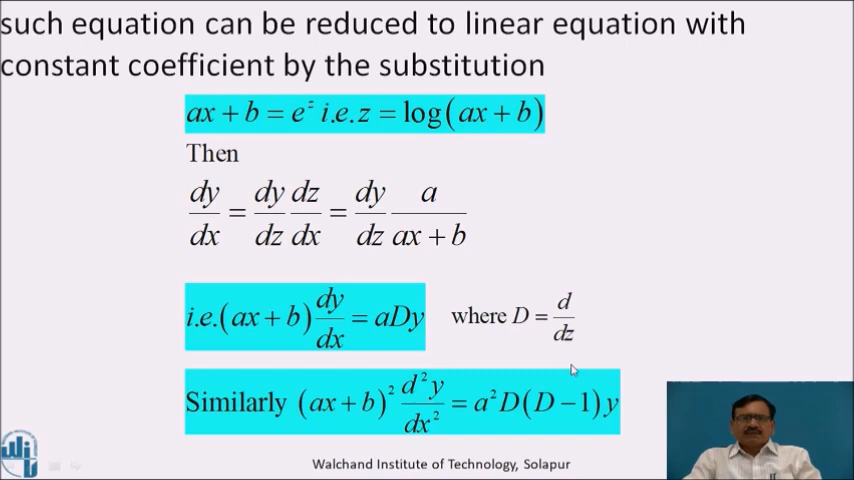 such equation can be reduced to linear equation with
constant coefficient by the substitution
ax + b = e^z i.e. z = log(ax + b)
Then
dy/dx = dy/dz dz/dx = dy/dz a/(ax + b)
i.e.(ax + b) dy/dx = aDy where D = d/dz
Similarly (ax + b)² d²y/dx² = a²D(D − 1)y
Walchand Institute of Technology, Solapur